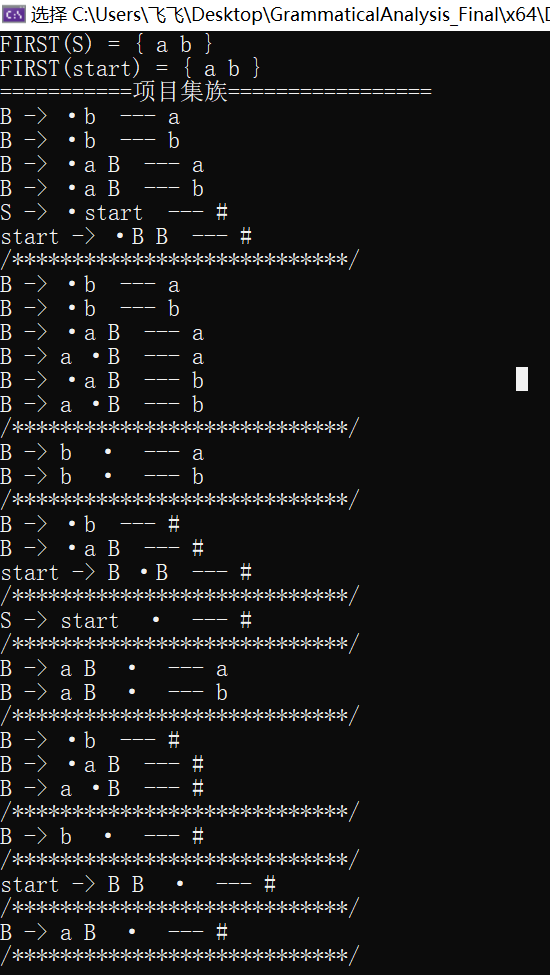 选择 C:\Users\飞飞\Desktop\GrammaticalAnalysis_Final\x64\D
FIRST(S) = { a b }
FIRST(start) = { a b }
===========项目集族=================
B -> ·b  --- a
B -> ·b  --- b
B -> ·a B  --- a
B -> ·a B  --- b
S -> ·start  --- #
start -> ·B B  --- #
/****************************/
B -> ·b  --- a
B -> ·b  --- b
B -> ·a B  --- a
B -> a ·B  --- a
B -> ·a B  --- b
B -> a ·B  --- b
/****************************/
B -> b  ·  --- a
B -> b  ·  --- b
/****************************/
B -> ·b  --- #
B -> ·a B  --- #
start -> B ·B  --- #
/****************************/
S -> start  ·  --- #
/****************************/
B -> a B  ·  --- a
B -> a B  ·  --- b
/****************************/
B -> ·b  --- #
B -> ·a B  --- #
B -> a ·B  --- #
/****************************/
B -> b  ·  --- #
/****************************/
start -> B B  ·  --- #
/****************************/
B -> a B  ·  --- #
/****************************/